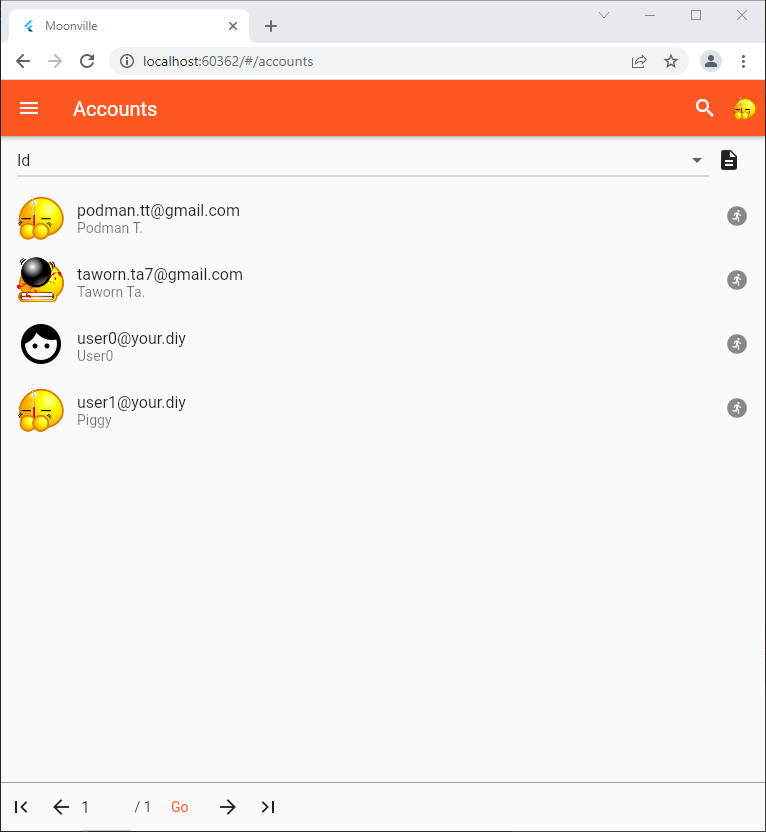 Moonville
localhost:60362/#/accounts
Accounts
Id
podman.tt@gmail.com
Podman T.
taworn.ta7@gmail.com
Taworn Ta.
user0@your.diy
User0
user1@your.diy
Piggy
1 / 1 Go